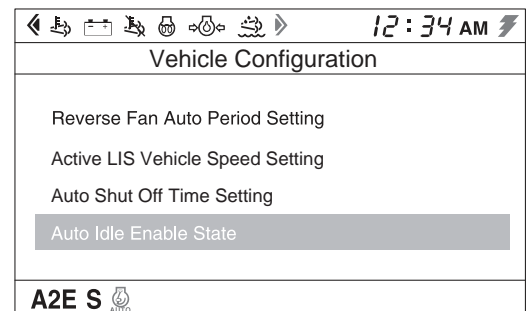 12:34 AM
Vehicle Configuration
Reverse Fan Auto Period Setting
Active LIS Vehicle Speed Setting
Auto Shut Off Time Setting
Auto Idle Enable State
A2E S
AUTO